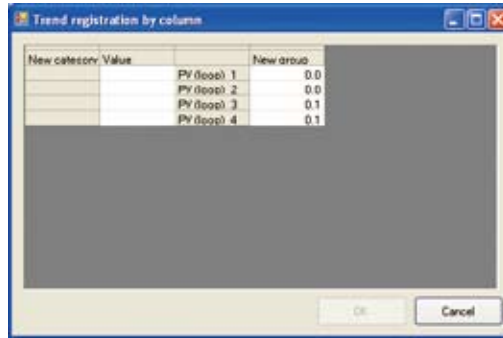 Trend registration by column
New category Value New group
PV (loop) 1 0.0
PV (loop) 2 0.0
PV (loop) 3 0.1
PV (loop) 4 0.1
OK Cancel